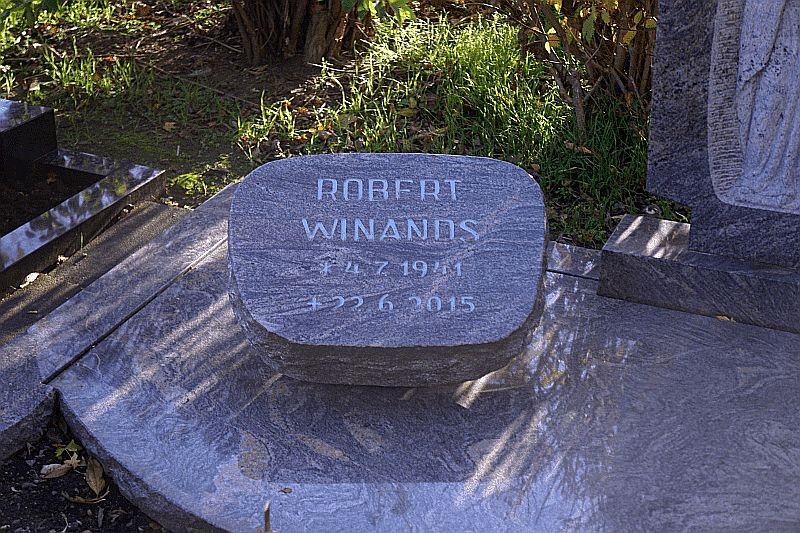 ROBERT
WINANDS
* 4.7.1941
+ 22.6.2015